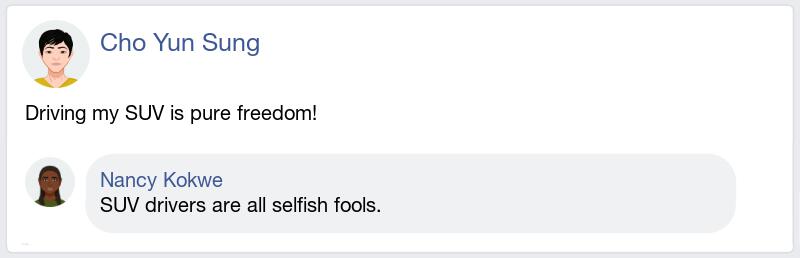 Cho Yun Sung
Driving my SUV is pure freedom!
Nancy Kokwe
SUV drivers are all selfish fools.